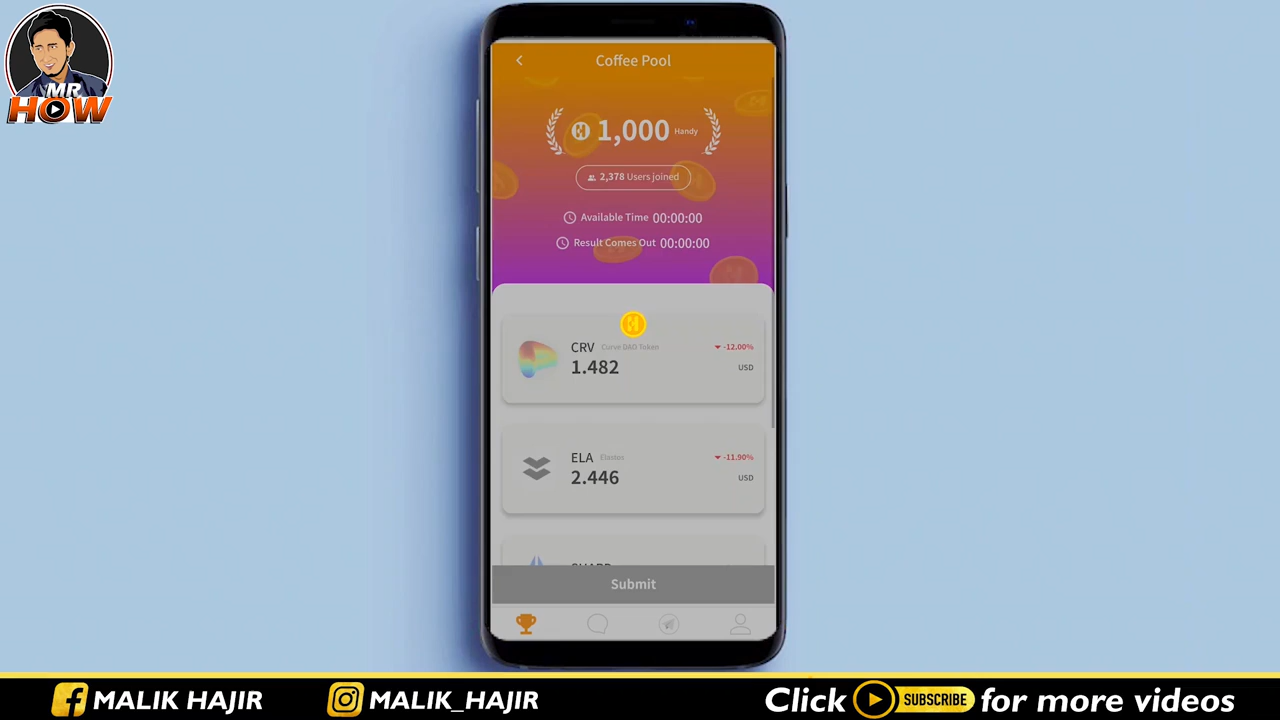 MR
HOW
Coffee Pool
1,000 Handy
2,378 Users joined
Available Time 00:00:00
Result Comes Out 00:00:00
CRV Curve DAO Token -12.00%
1.482 USD
ELA Elastos -11.90%
2.446 USD
Submit
MALIK HAJIR
MALIK_HAJIR
Click SUBSCRIBE for more videos